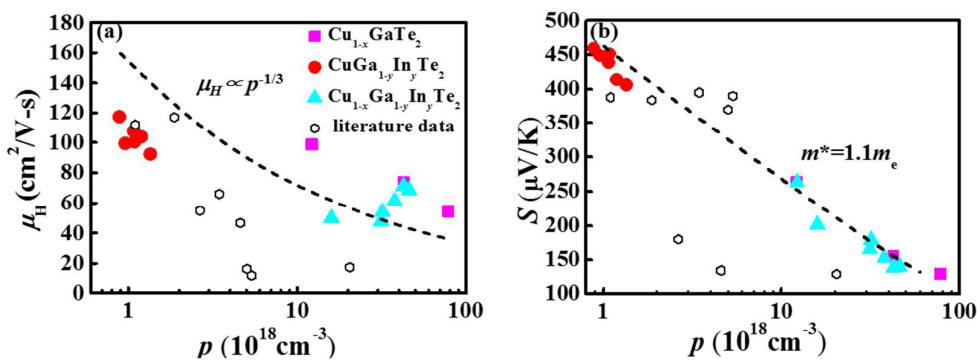 180
160
140
120
100
80
60
40
20
0
μH (cm²/V-s)
(a)
Cu1-xGaTe2
CuGa1-yInyTe2
Cu1-xGa1-yInyTe2
literature data
μH ∝ p-1/3
1
10
100
p (10¹⁸cm⁻³)
500
450
400
350
300
250
200
150
100
S (μV/K)
(b)
m*=1.1me
1
10
100
p (10¹⁸cm⁻³)